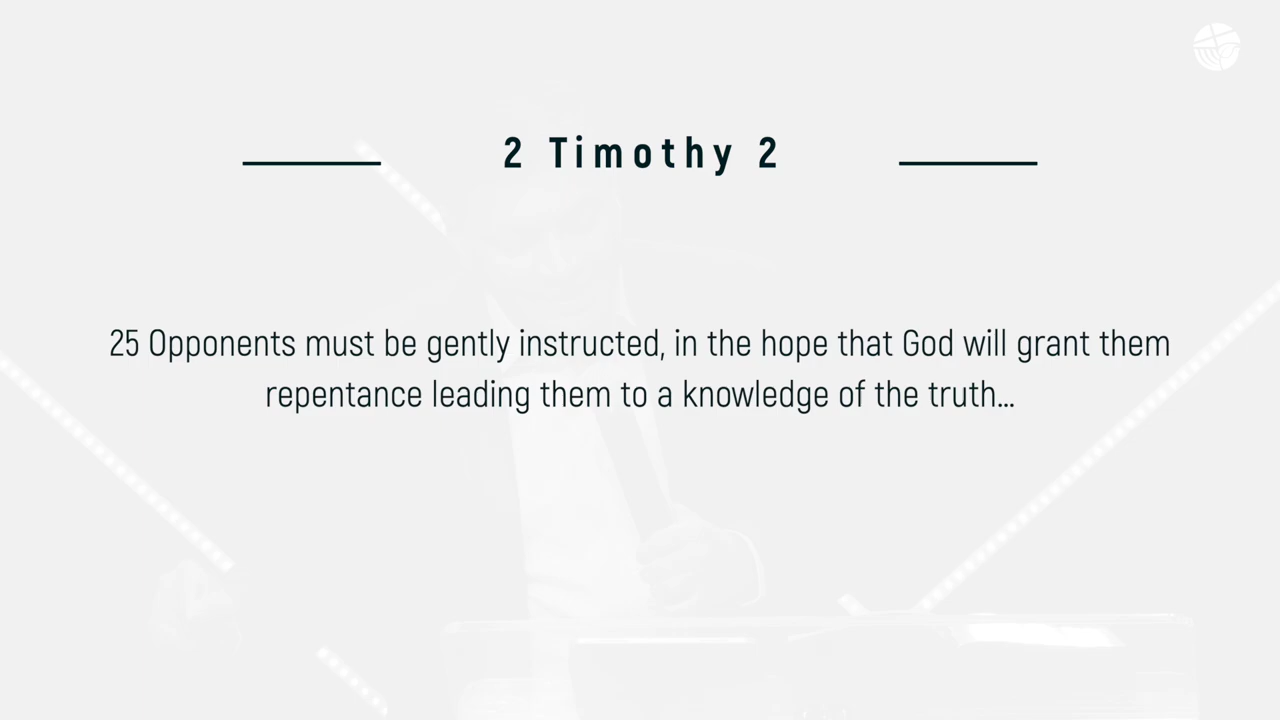 2 Timothy 2
25 Opponents must be gently instructed, in the hope that God will grant them
repentance leading them to a knowledge of the truth...